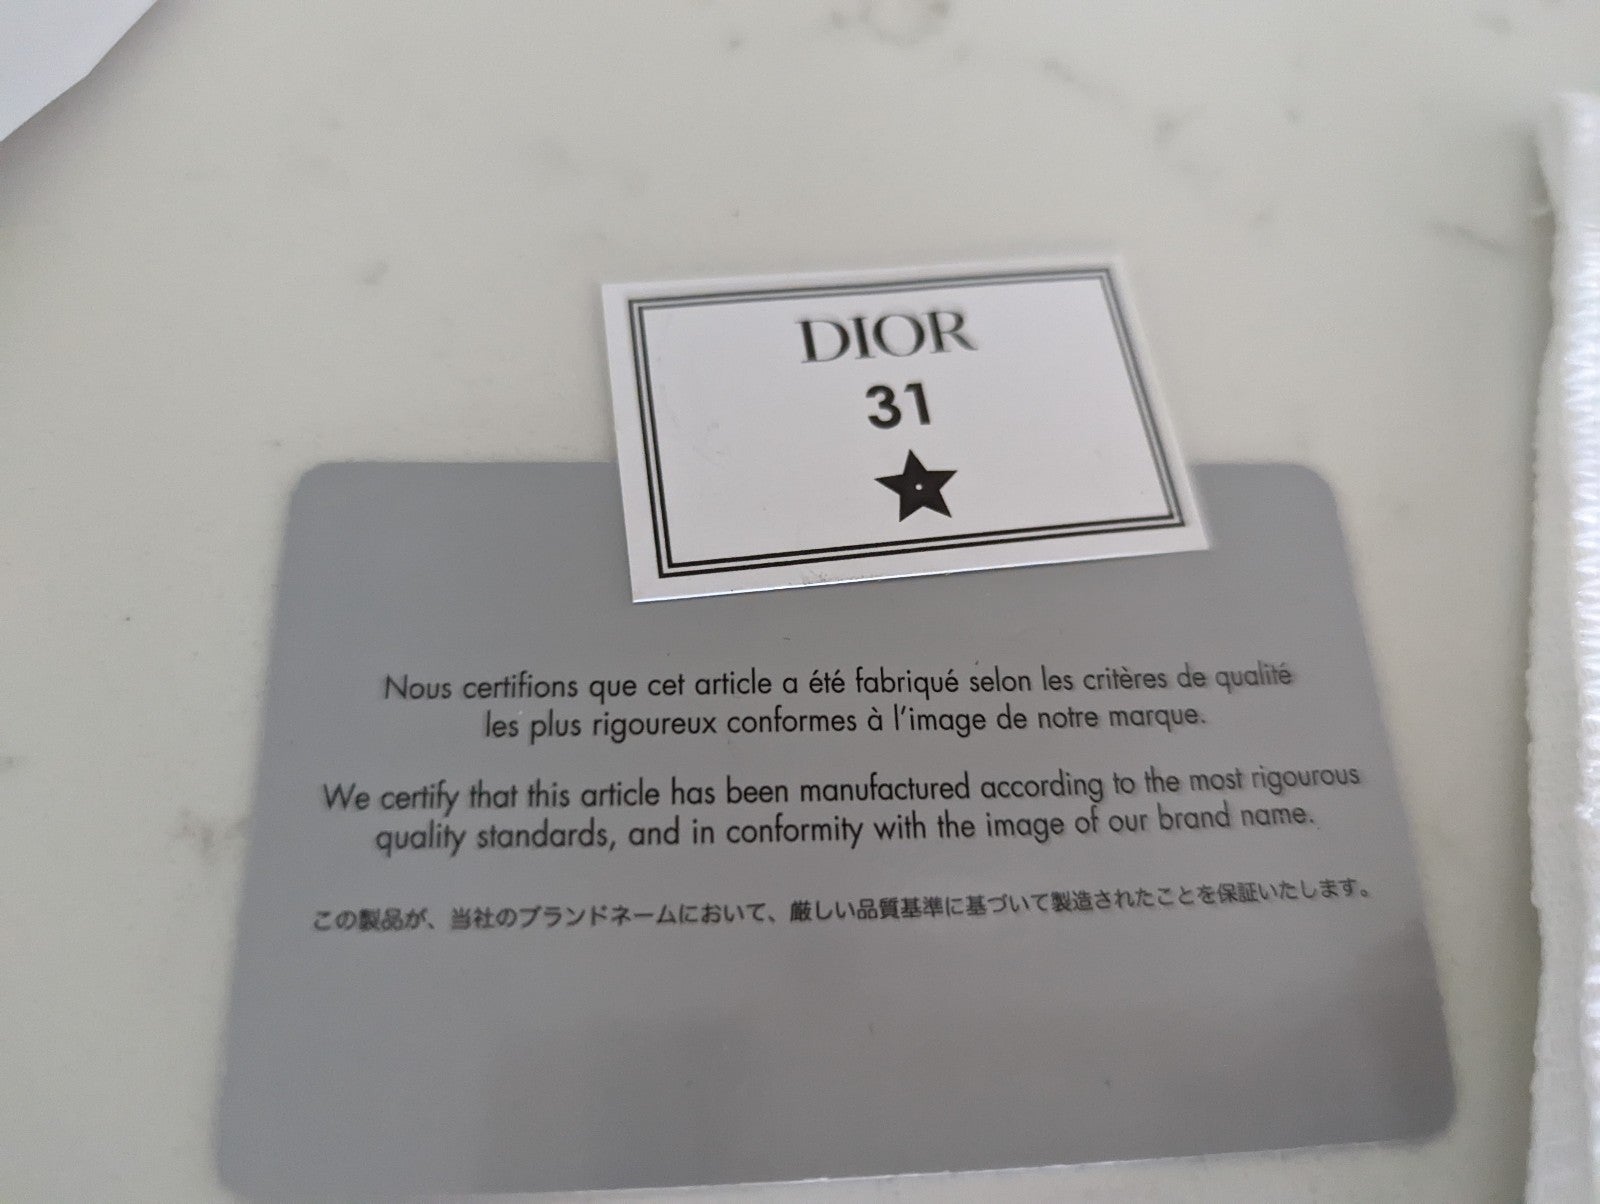 DIOR
31
Nous certifions que cet article a été fabriqué selon les critères de qualité
les plus rigoureux conformes à l'image de notre marque.
We certify that this article has been manufactured according to the most rigourous
quality standards, and in conformity with the image of our brand name.
この製品が、当社のブランドネームにおいて、厳しい品質基準に基づいて製造されたことを保証いたします。